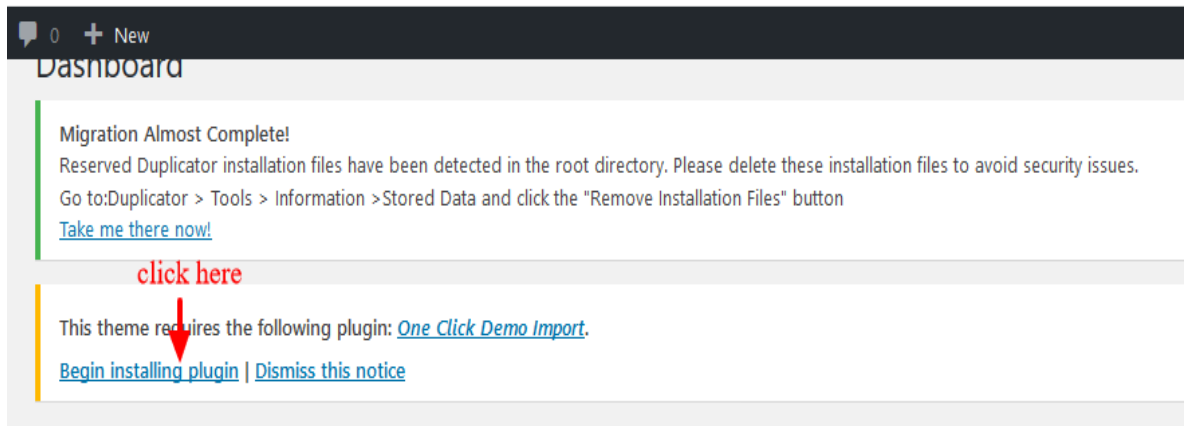 0 + New
Dashboard
Migration Almost Complete!
Reserved Duplicator installation files have been detected in the root directory. Please delete these installation files to avoid security issues.
Go to:Duplicator > Tools > Information >Stored Data and click the "Remove Installation Files" button
Take me there now!
click here
This theme requires the following plugin: One Click Demo Import.
Begin installing plugin | Dismiss this notice